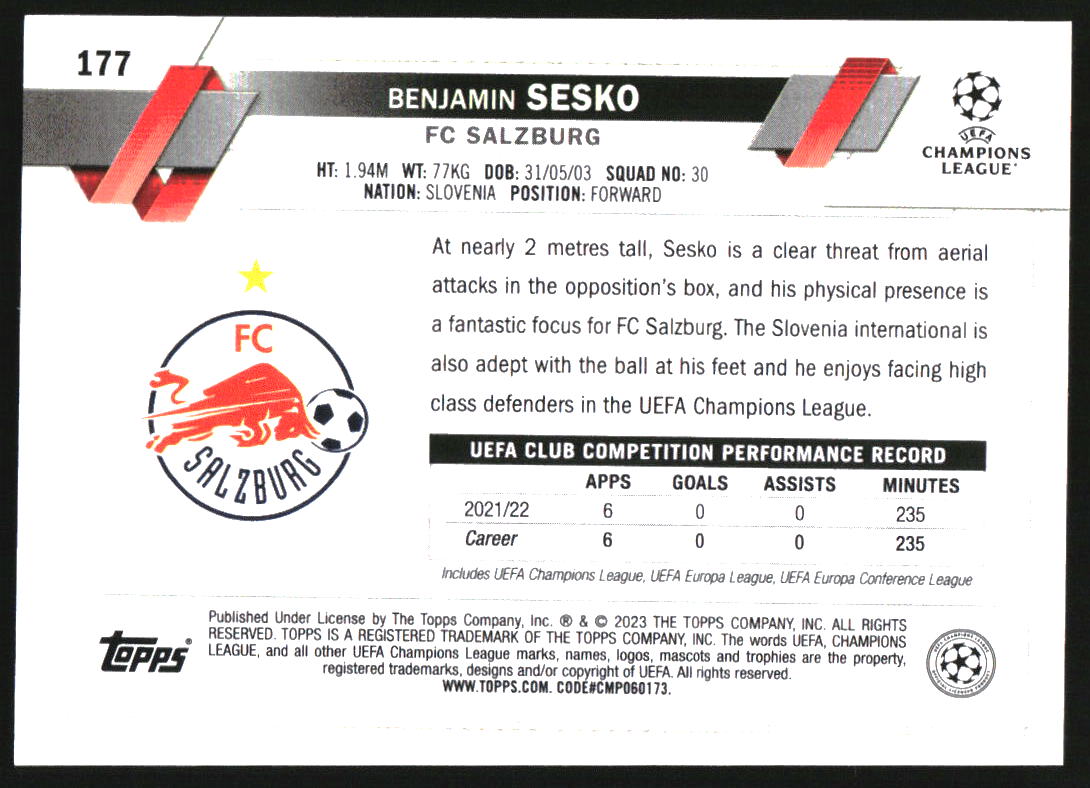 177
BENJAMIN SESKO
FC SALZBURG
HT: 1.94M WT: 77KG DOB: 31/05/03 SQUAD NO: 30
NATION: SLOVENIA POSITION: FORWARD
UEFA
CHAMPIONS
LEAGUE
At nearly 2 metres tall, Sesko is a clear threat from aerial
attacks in the opposition's box, and his physical presence is
a fantastic focus for FC Salzburg. The Slovenia international is
also adept with the ball at his feet and he enjoys facing high
class defenders in the UEFA Champions League.
FC
SALZBURG
UEFA CLUB COMPETITION PERFORMANCE RECORD
APPS GOALS ASSISTS MINUTES
2021/22 6 0 0 235
Career 6 0 0 235
Includes UEFA Champions League, UEFA Europa League, UEFA Europa Conference League
Topps®
Published Under License by The Topps Company, Inc. ® & © 2023 THE TOPPS COMPANY, INC. ALL RIGHTS
RESERVED. TOPPS IS A REGISTERED TRADEMARK OF THE TOPPS COMPANY, INC. The words UEFA, CHAMPIONS
LEAGUE, and all other UEFA Champions League marks, names, logos, mascots and trophies are the property,
registered trademarks, designs and/or copyright of UEFA. All rights reserved.
WWW.TOPPS.COM. CODE#CMP060173.